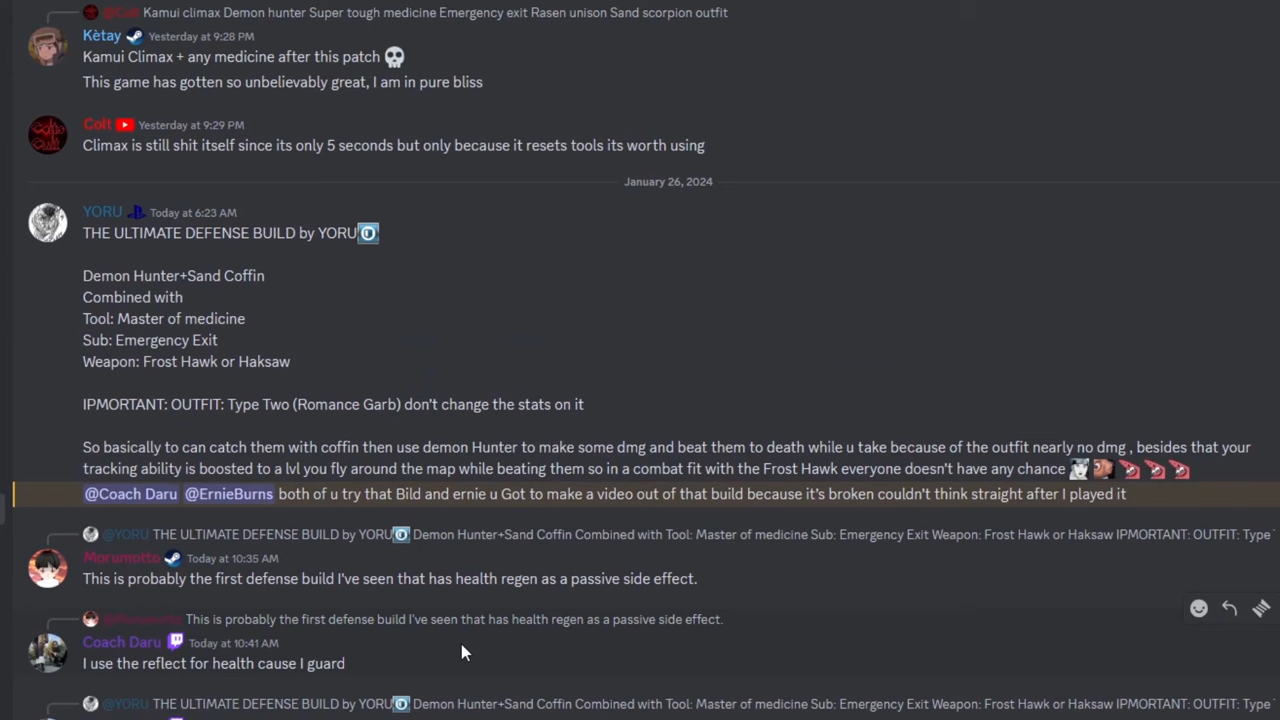 @Colt Kamui climax Demon hunter Super tough medicine Emergency exit Rasen unison Sand scorpion outfit
Kètay Yesterday at 9:28 PM
Kamui Climax + any medicine after this patch 💀
This game has gotten so unbelievably great, I am in pure bliss
Colt Yesterday at 9:29 PM
Climax is still shit itself since its only 5 seconds but only because it resets tools its worth using
January 26, 2024
YORU Today at 6:23 AM
THE ULTIMATE DEFENSE BUILD by YORU
Demon Hunter+Sand Coffin
Combined with
Tool: Master of medicine
Sub: Emergency Exit
Weapon: Frost Hawk or Haksaw
IPMORTANT: OUTFIT: Type Two (Romance Garb) don't change the stats on it
So basically to can catch them with coffin then use demon Hunter to make some dmg and beat them to death while u take because of the outfit nearly no dmg , besides that your
tracking ability is boosted to a lvl you fly around the map while beating them so in a combat fit with the Frost Hawk everyone doesn't have any chance
@Coach Daru @ErnieBurns both of u try that Bild and ernie u Got to make a video out of that build because it's broken couldn't think straight after I played it
@YORU THE ULTIMATE DEFENSE BUILD by YORU Demon Hunter+Sand Coffin Combined with Tool: Master of medicine Sub: Emergency Exit Weapon: Frost Hawk or Haksaw IPMORTANT: OUTFIT: Type
Morumotto Today at 10:35 AM
This is probably the first defense build I've seen that has health regen as a passive side effect.
@Morumotto This is probably the first defense build I've seen that has health regen as a passive side effect.
Coach Daru Today at 10:41 AM
I use the reflect for health cause I guard
@YORU THE ULTIMATE DEFENSE BUILD by YORU Demon Hunter+Sand Coffin Combined with Tool: Master of medicine Sub: Emergency Exit Weapon: Frost Hawk or Haksaw IPMORTANT: OUTFIT: Type